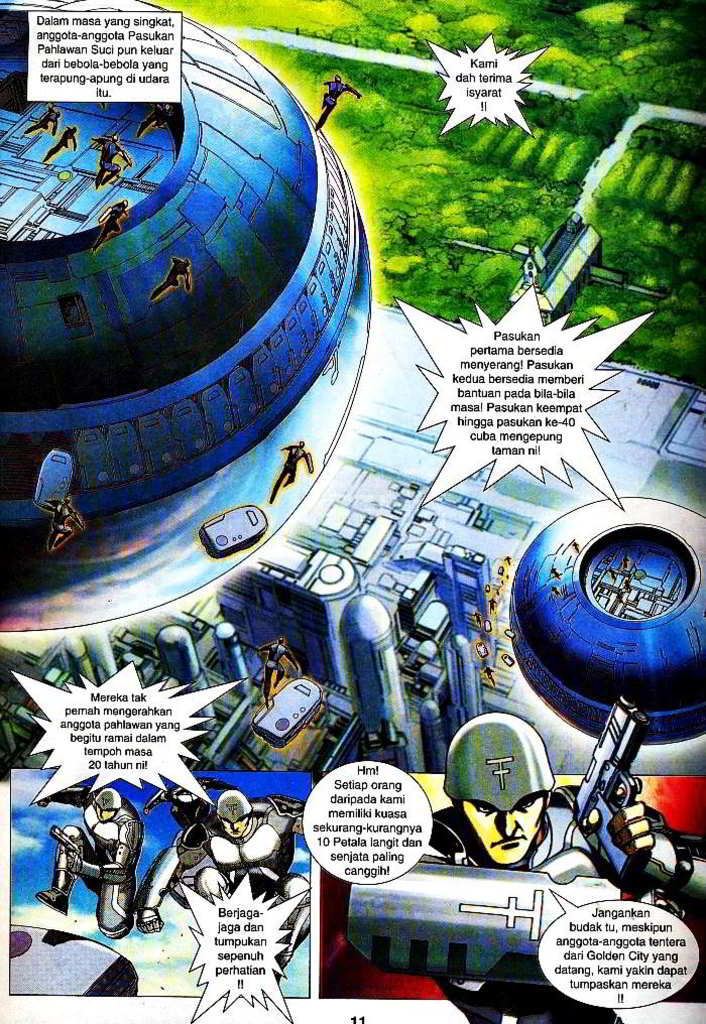 Dalam masa yang singkat,
anggota-anggota Pasukan
Pahlawan Suci pun keluar
dari bebola-bebola yang
terapung-apung di udara
itu.
Kami
dah terima
isyarat
!!
Pasukan
pertama bersedia
menyerang! Pasukan
kedua bersedia memberi
bantuan pada bila-bila
masa! Pasukan keempat
hingga pasukan ke-40
cuba mengepung
taman ni!
Mereka tak
pernah mengerahkan
anggota pahlawan yang
begitu ramai dalam
tempoh masa
20 tahun ni!
Berjaga-
jaga dan
tumpukan
sepenuh
perhatian
!!
Hm!
Setiap orang
daripada kami
memiliki kuasa
sekurang-kurangnya
10 Petala langit dan
senjata paling
canggih!
Jangankan
budak tu, meskipun
anggota-anggota tentera
dari Golden City yang
datang, kami yakin dapat
tumpaskan mereka
!!
11